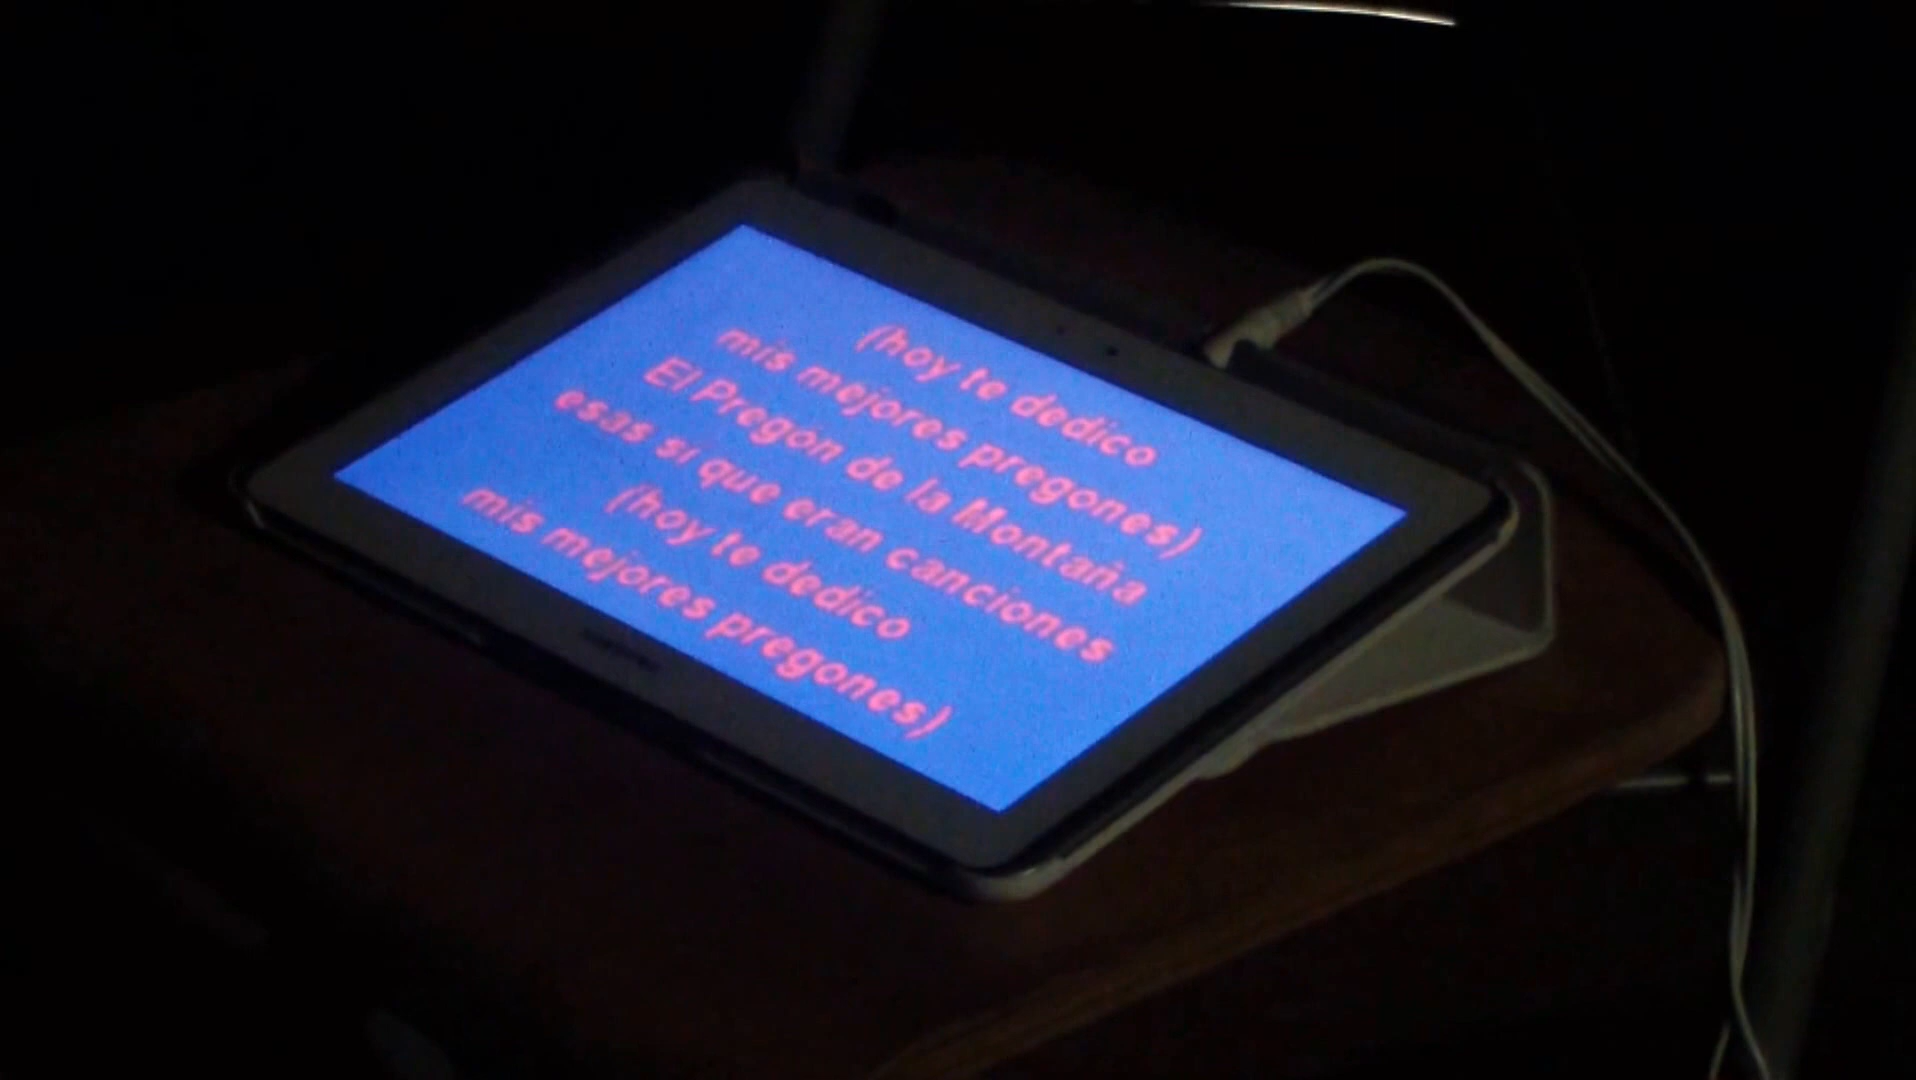 (hoy te dedico
mis mejores pregones)
El Pregón de la Montaña
esas sí que eran canciones
(hoy te dedico
mis mejores pregones)